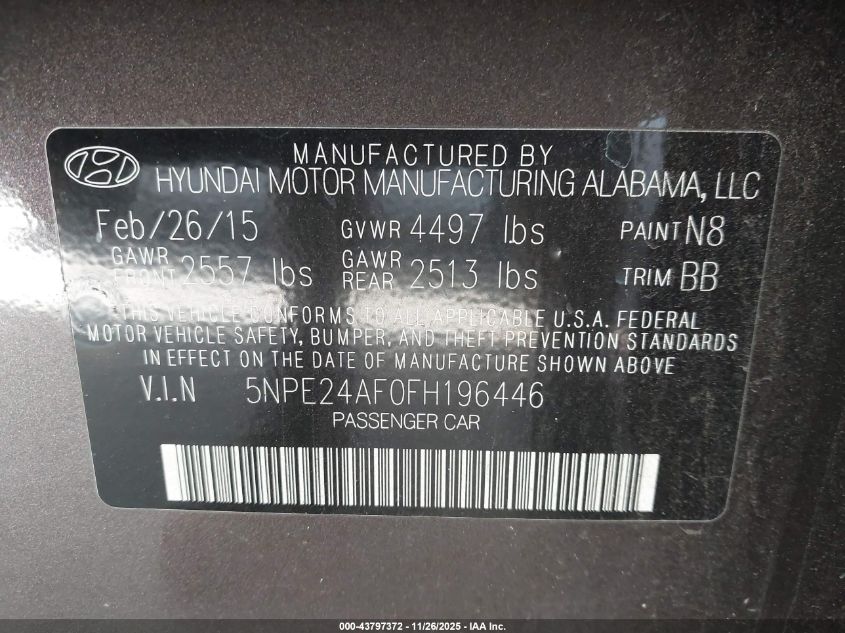 MANUFACTURED BY
HYUNDAI MOTOR MANUFACTURING ALABAMA, LLC
Feb/26/15 GVWR 4497 lbs PAINT N8
GAWR FRONT 2557 lbs GAWR REAR 2513 lbs TRIM BB
THIS VEHICLE CONFORMS TO ALL APPLICABLE U.S.A. FEDERAL
MOTOR VEHICLE SAFETY, BUMPER, AND THEFT PREVENTION STANDARDS
IN EFFECT ON THE DATE OF MANUFACTURE SHOWN ABOVE
V.I.N 5NPE24AF0FH196446
PASSENGER CAR
000-43797372 - 11/26/2025 - IAA Inc.